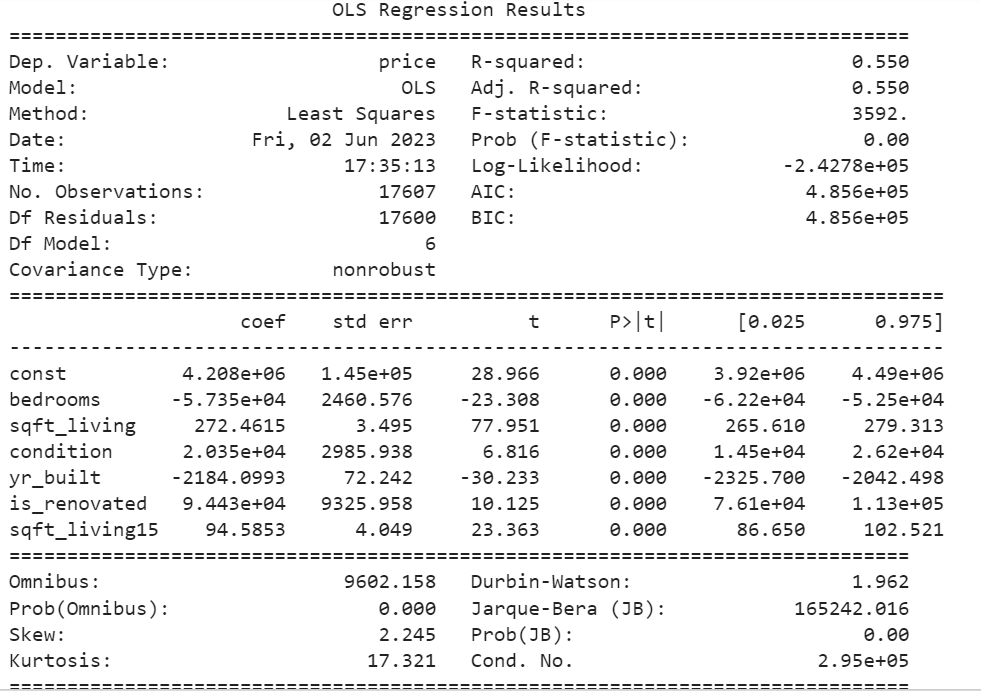 OLS Regression Results
==============================================================================
Dep. Variable: price R-squared: 0.550
Model: OLS Adj. R-squared: 0.550
Method: Least Squares F-statistic: 3592.
Date: Fri, 02 Jun 2023 Prob (F-statistic): 0.00
Time: 17:35:13 Log-Likelihood: -2.4278e+05
No. Observations: 17607 AIC: 4.856e+05
Df Residuals: 17600 BIC: 4.856e+05
Df Model: 6
Covariance Type: nonrobust
=================================================================================
coef std err t P>|t| [0.025 0.975]
---------------------------------------------------------------------------------
const 4.208e+06 1.45e+05 28.966 0.000 3.92e+06 4.49e+06
bedrooms -5.735e+04 2460.576 -23.308 0.000 -6.22e+04 -5.25e+04
sqft_living 272.4615 3.495 77.951 0.000 265.610 279.313
condition 2.035e+04 2985.938 6.816 0.000 1.45e+04 2.62e+04
yr_built -2184.0993 72.242 -30.233 0.000 -2325.700 -2042.498
is_renovated 9.443e+04 9325.958 10.125 0.000 7.61e+04 1.13e+05
sqft_living15 94.5853 4.049 23.363 0.000 86.650 102.521
==============================================================================
Omnibus: 9602.158 Durbin-Watson: 1.962
Prob(Omnibus): 0.000 Jarque-Bera (JB): 165242.016
Skew: 2.245 Prob(JB): 0.00
Kurtosis: 17.321 Cond. No. 2.95e+05
==============================================================================